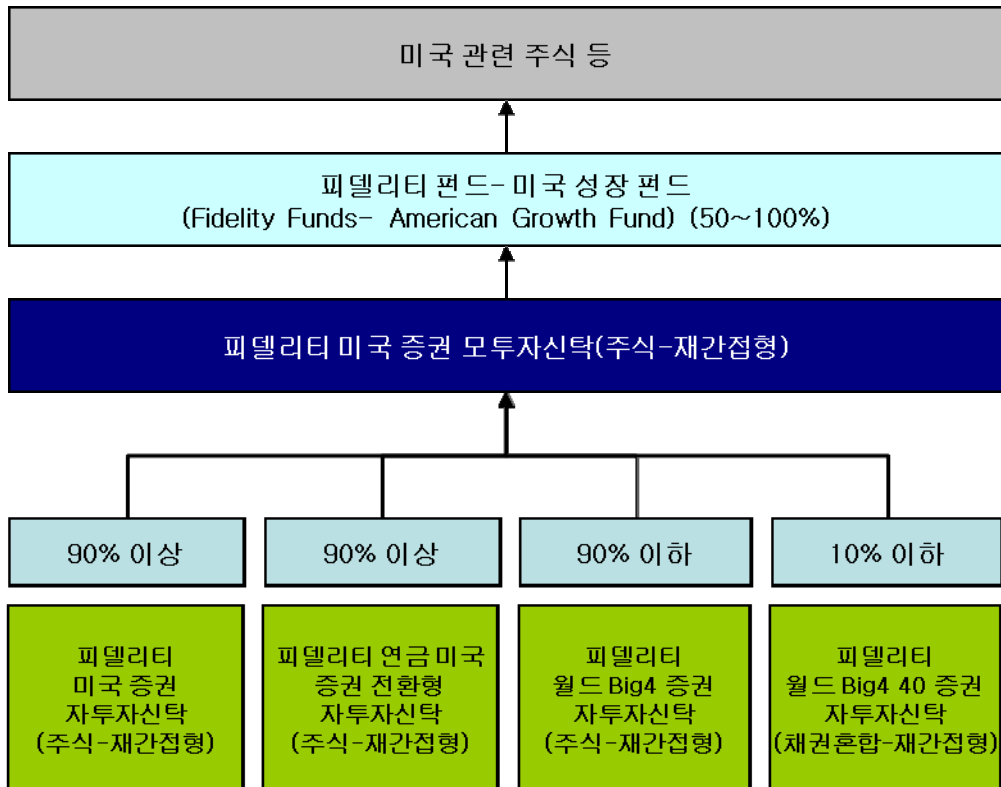 미국 관련 주식 등
피델리티 펀드- 미국 성장 펀드
(Fidelity Funds- American Growth Fund) (50~100%)
피델리티 미국 증권 모투자신탁(주식-재간접형)
90% 이상
90% 이상
90% 이하
10% 이하
피델리티
미국 증권
자투자신탁
(주식-재간접형)
피델리티 연금 미국
증권 전환형
자투자신탁
(주식-재간접형)
피델리티
월드 Big4 증권
자투자신탁
(주식-재간접형)
피델리티
월드 Big4 40 증권
자투자신탁
(채권혼합-재간접형)